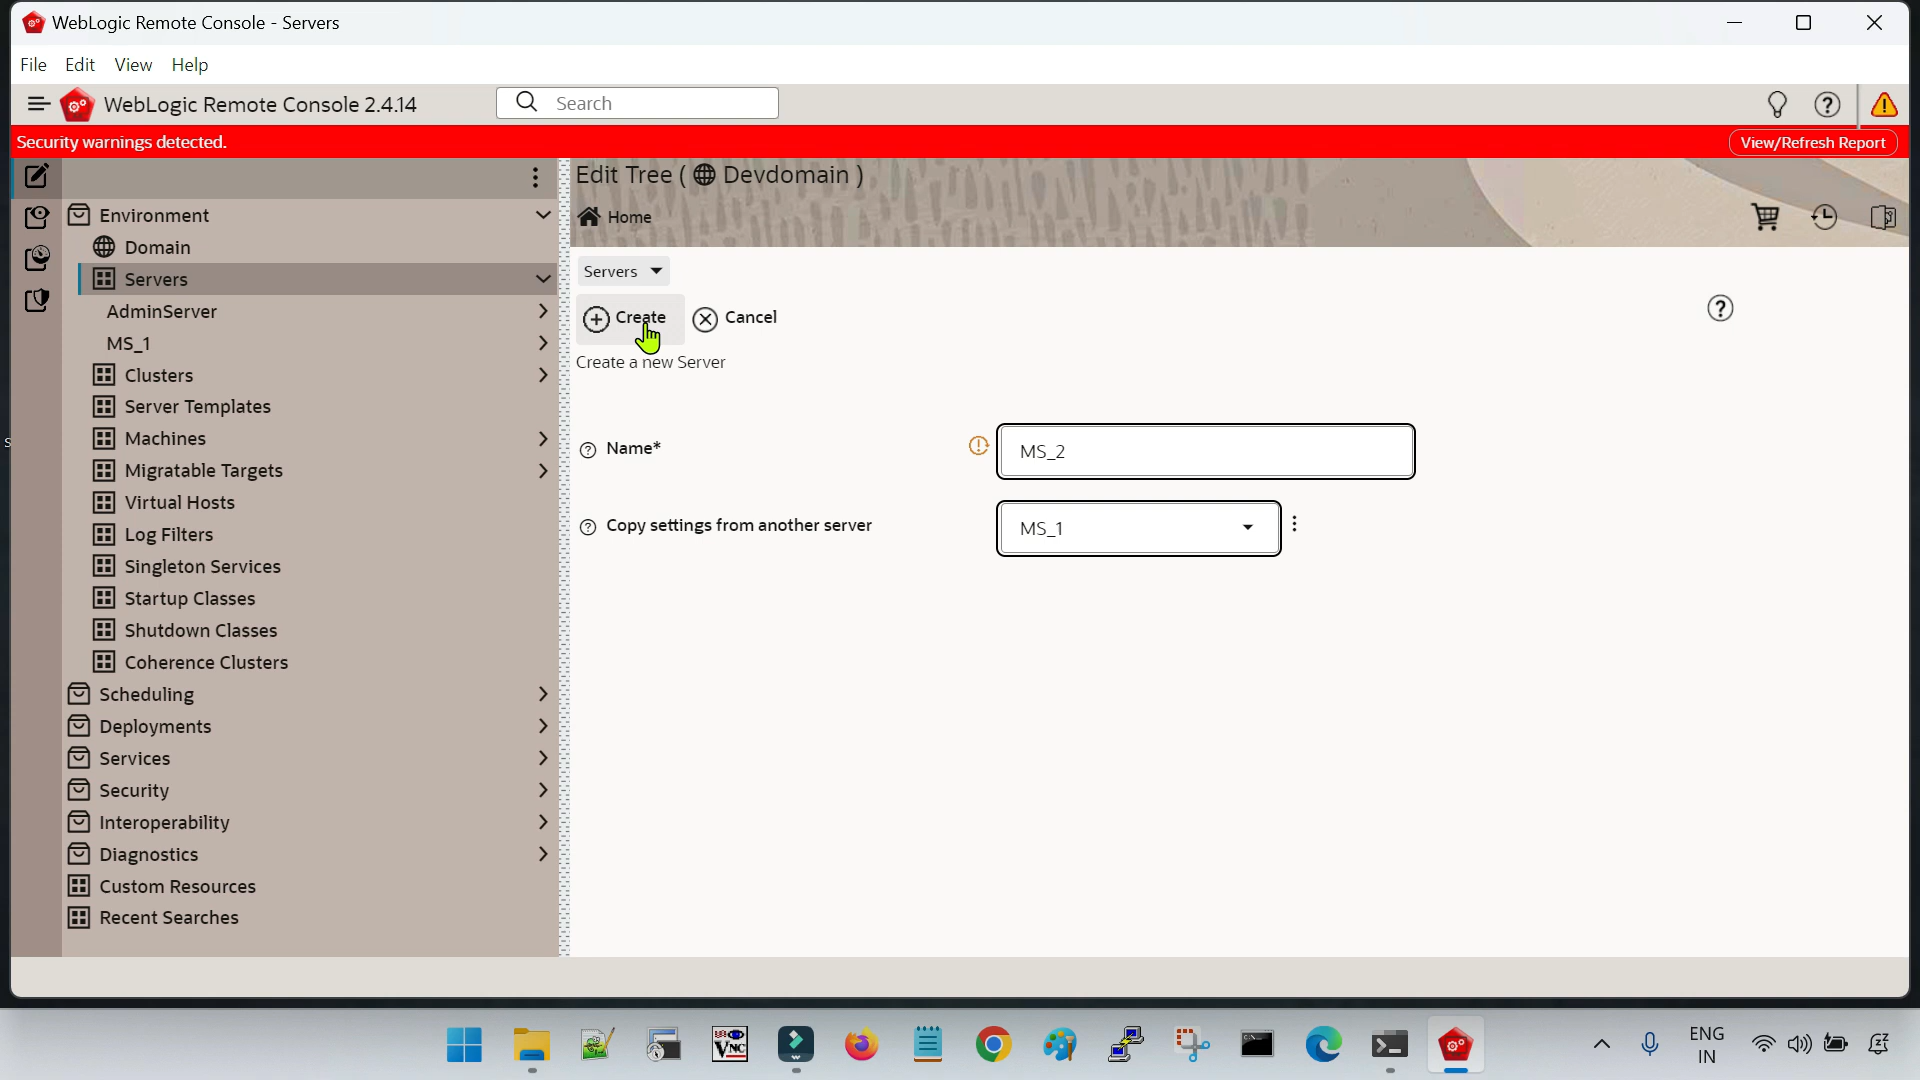 WebLogic Remote Console - Servers
File Edit View Help
WebLogic Remote Console 2.4.14
Search
Security warnings detected.
View/Refresh Report
Edit Tree ( Devdomain )
Home
Environment
Domain
Servers
AdminServer
MS_1
Clusters
Server Templates
Machines
Migratable Targets
Virtual Hosts
Log Filters
Singleton Services
Startup Classes
Shutdown Classes
Coherence Clusters
Scheduling
Deployments
Services
Security
Interoperability
Diagnostics
Custom Resources
Recent Searches
Servers
Create Cancel
Create a new Server
Name* MS_2
Copy settings from another server MS_1
S
VNC
ENG
IN